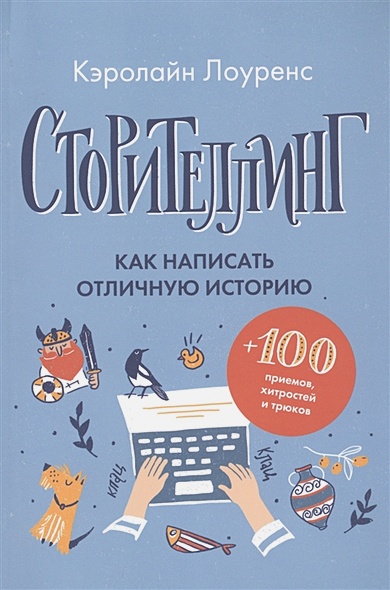 Кэролайн Лоуренс
СТОРИТЕЛЛИНГ
КАК НАПИСАТЬ
ОТЛИЧНУЮ ИСТОРИЮ
+100
приемов,
хитростей
и трюков
клац
клац